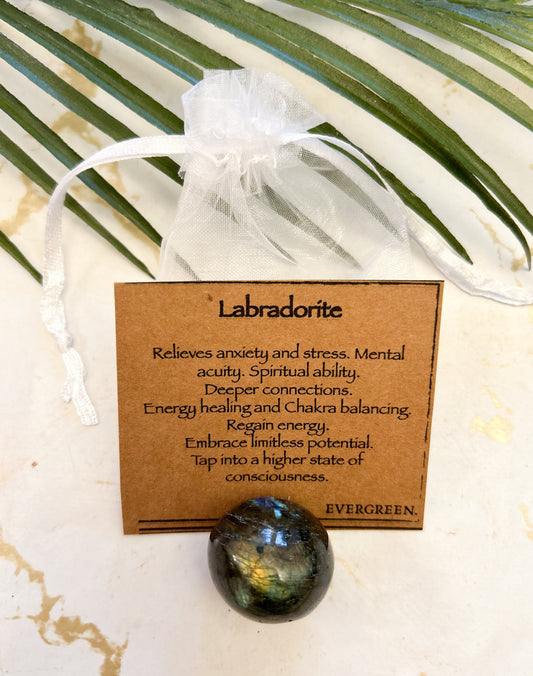 Labradorite
Relieves anxiety and stress. Mental
acuity. Spiritual ability.
Deeper connections.
Energy healing and Chakra balancing.
Regain energy.
Embrace limitless potential.
Tap into a higher state of
consciousness.
EVERGREEN.